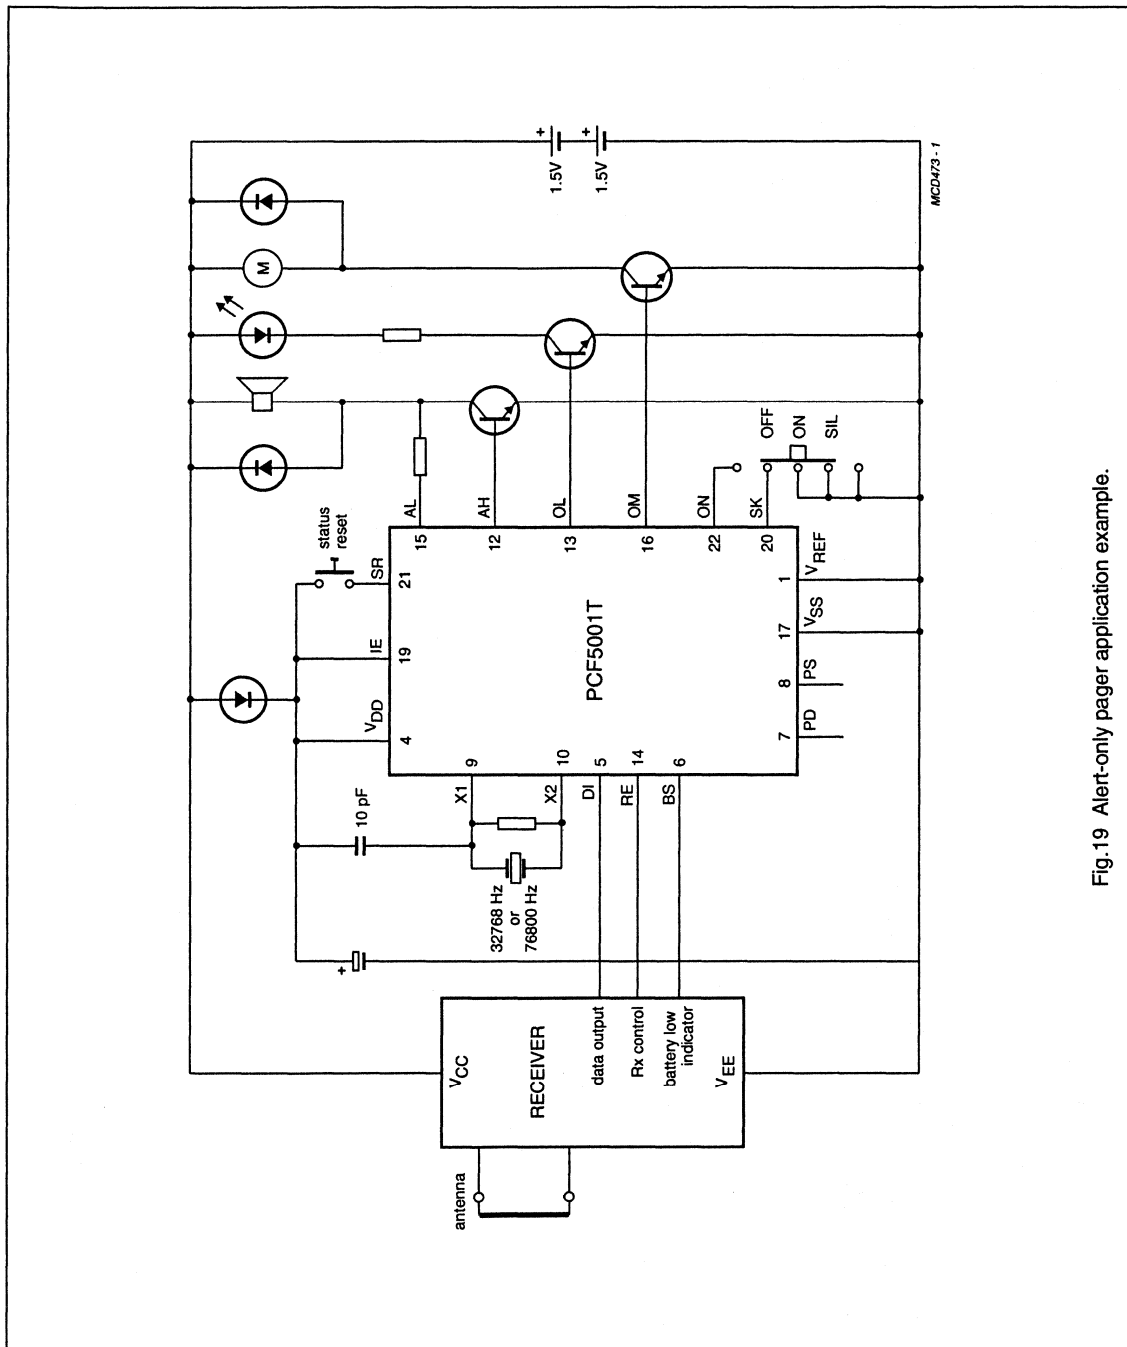 antenna
RECEIVER
VCC
data output
Rx control
battery low
indicator
VEE
+
32768 Hz
or
76800 Hz
10 pF
X1
X2
DI
RE
BS
9
10
5
14
6
PCF5001T
4
VDD
19
IE
21
SR
status
reset
7
PD
8
PS
17
VSS
1
VREF
15
AL
12
AH
13
OL
16
OM
22
ON
20
SK
OFF
ON
SIL
M
+
1.5V
+
1.5V
MCD473 - 1
Fig.19 Alert-only pager application example.